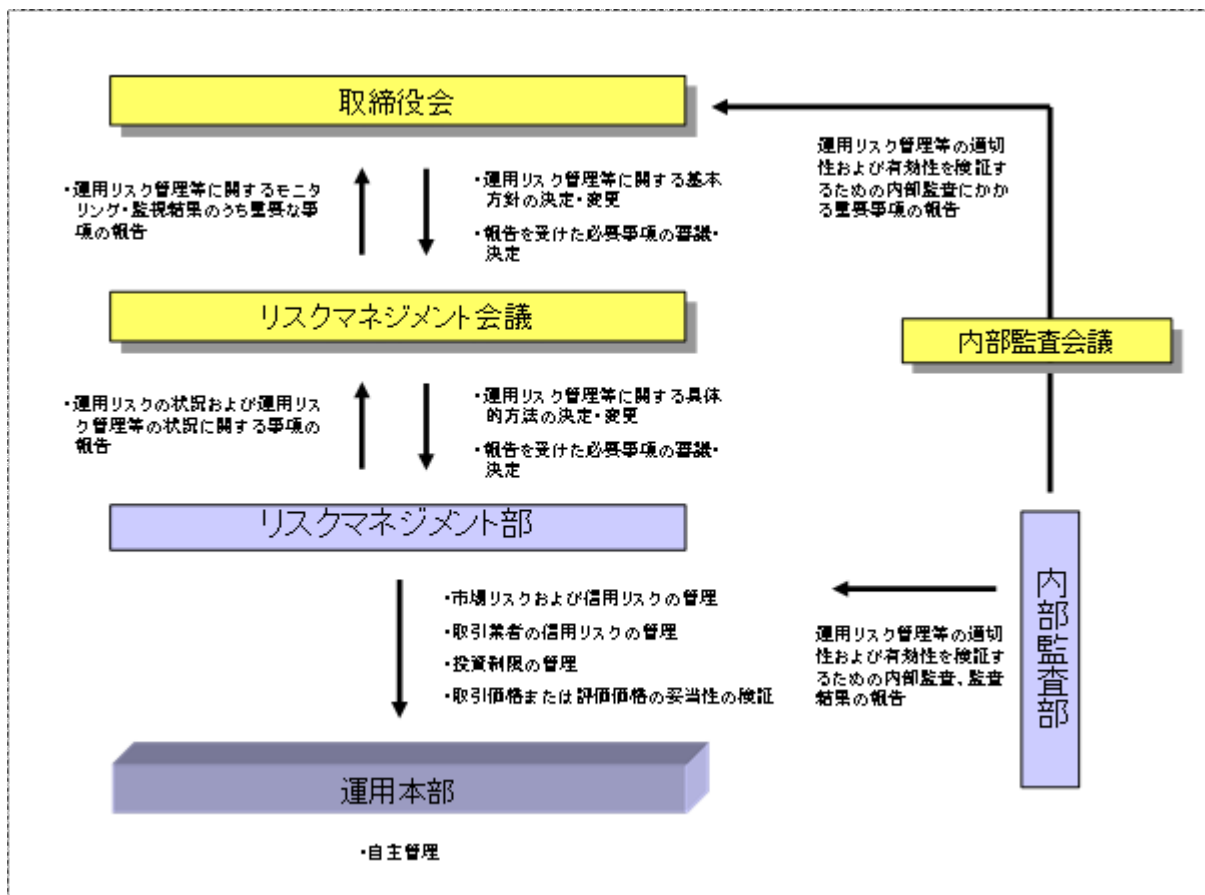 取締役会
運用リスク管理等の適切
性および有効性を検証す
るための内部監査にかか
る重要事項の報告
・運用リスク管理等に関するモニタ
リング・監視結果のうち重要な事
項の報告
・運用リスク管理等に関する基本
方針の決定・変更
・報告を受けた必要事項の審議・
決定
リスクマネジメント会議
内部監査会議
・運用リスクの状況および運用リス
ク管理等の状況に関する事項の
報告
・運用リスク管理等に関する具体
的方法の決定・変更
・報告を受けた必要事項の審議・
決定
リスクマネジメント部
内部監査部
・市場リスクおよび信用リスクの管理
・取引業者の信用リスクの管理
・投資制限の管理
・取引価格または評価価格の妥当性の検証
運用リスク管理等の適切
性および有効性を検証す
るための内部監査、監査
結果の報告
運用本部
・自主管理